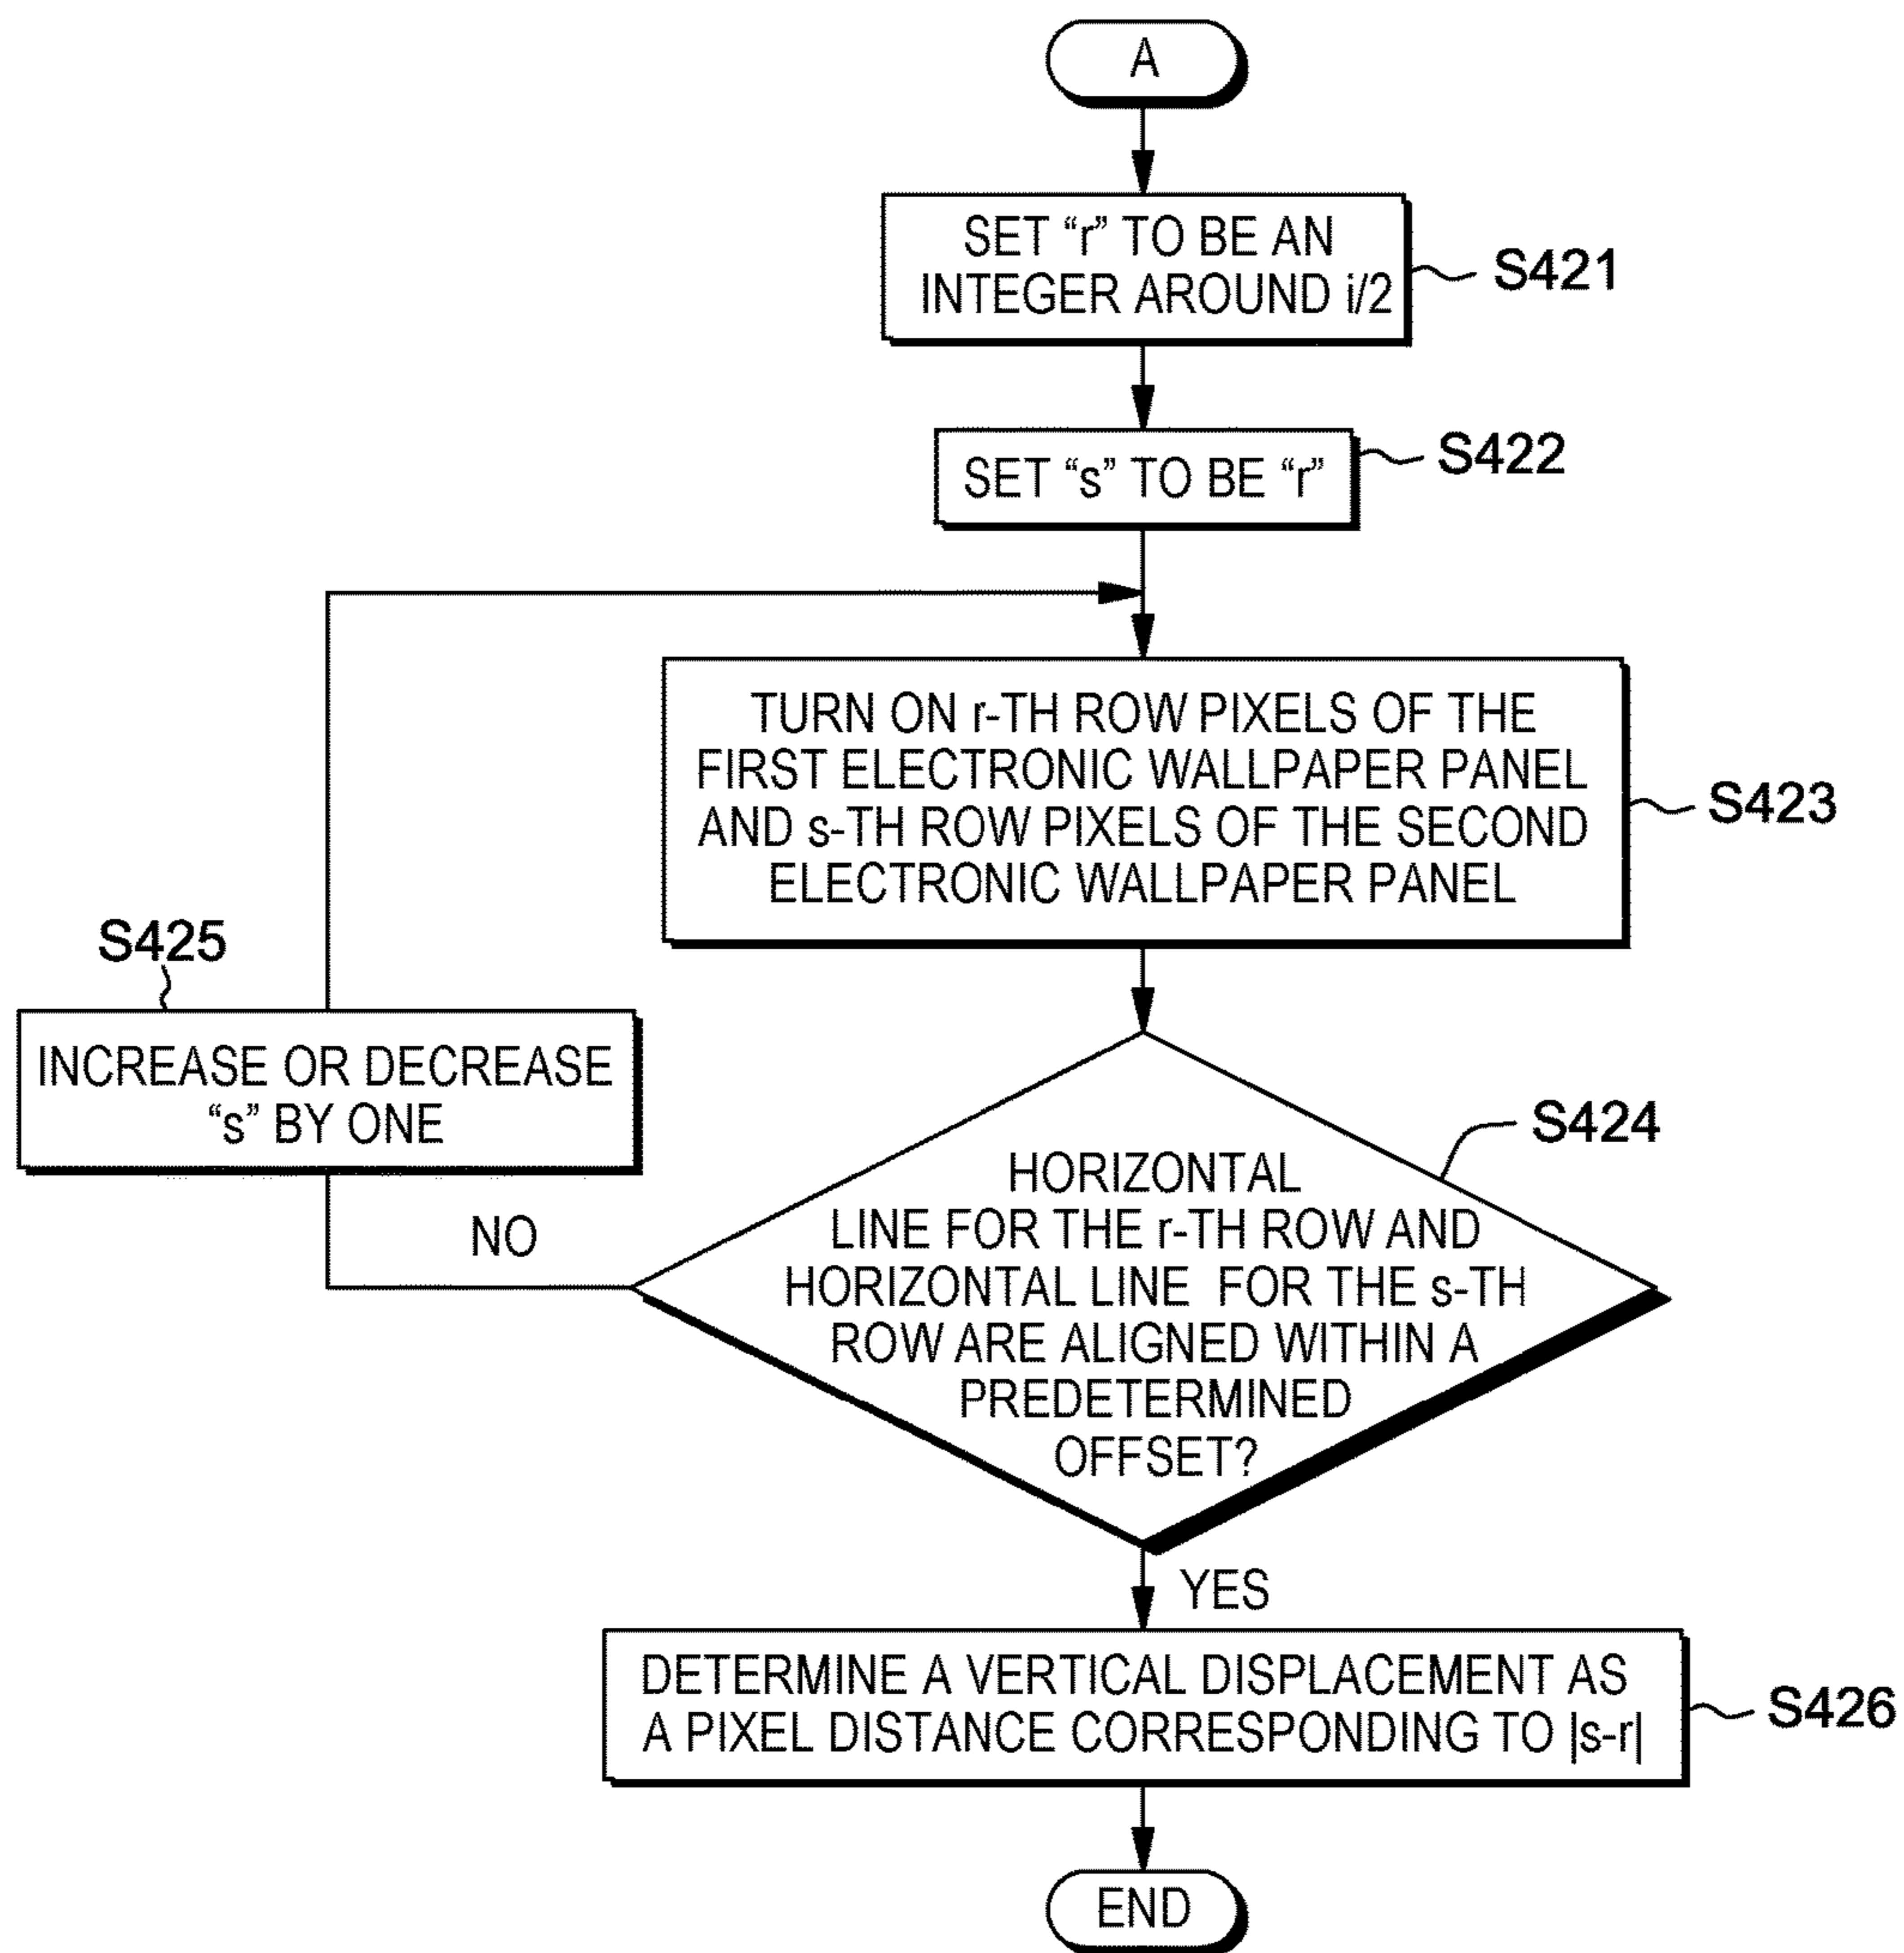 A
SET “r” TO BE AN
INTEGER AROUND i/2
S421
SET “s” TO BE “r”
S422
TURN ON r-TH ROW PIXELS OF THE
FIRST ELECTRONIC WALLPAPER PANEL
AND s-TH ROW PIXELS OF THE SECOND
ELECTRONIC WALLPAPER PANEL
S423
S425
INCREASE OR DECREASE
“s” BY ONE
NO
S424
HORIZONTAL
LINE FOR THE r-TH ROW AND
HORIZONTAL LINE FOR THE s-TH
ROW ARE ALIGNED WITHIN A
PREDETERMINED
OFFSET?
YES
DETERMINE A VERTICAL DISPLACEMENT AS
A PIXEL DISTANCE CORRESPONDING TO |s-r|
S426
END